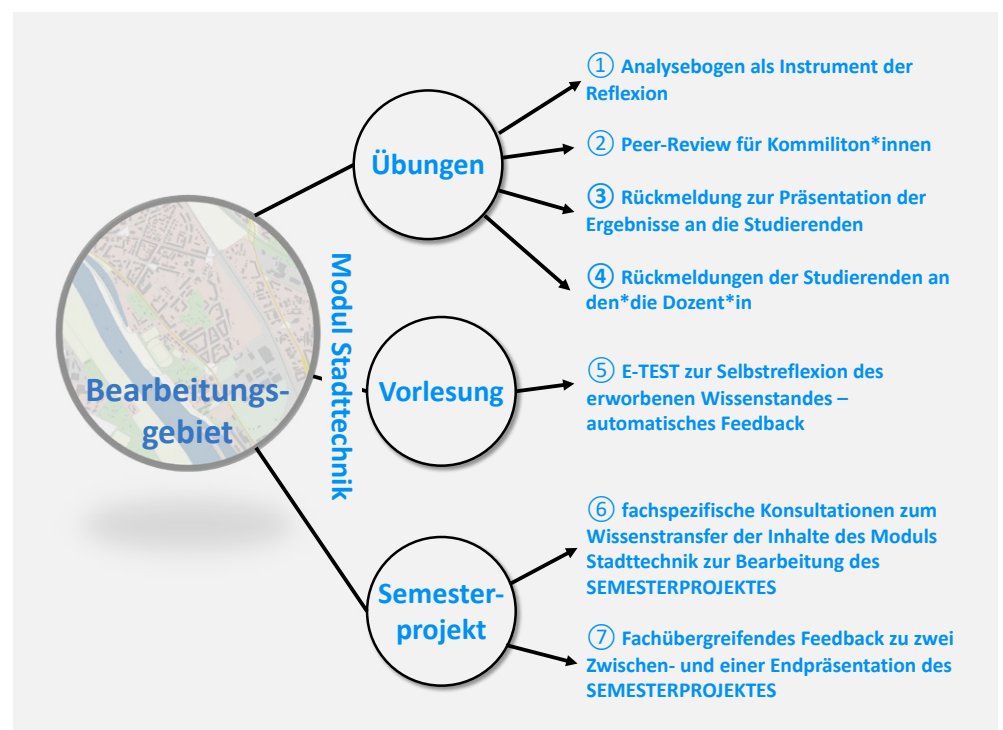 Bearbeitungs-
gebiet
Modul Stadttechnik
Übungen
① Analysebogen als Instrument der
Reflexion
② Peer-Review für Kommiliton*innen
③ Rückmeldung zur Präsentation der
Ergebnisse an die Studierenden
④ Rückmeldungen der Studierenden an
den*die Dozent*in
Vorlesung
⑤ E-TEST zur Selbstreflexion des
erworbenen Wissenstandes –
automatisches Feedback
Semester-
projekt
⑥ fachspezifische Konsultationen zum
Wissenstransfer der Inhalte des Moduls
Stadttechnik zur Bearbeitung des
SEMESTERPROJEKTES
⑦ Fachübergreifendes Feedback zu zwei
Zwischen- und einer Endpräsentation des
SEMESTERPROJEKTES